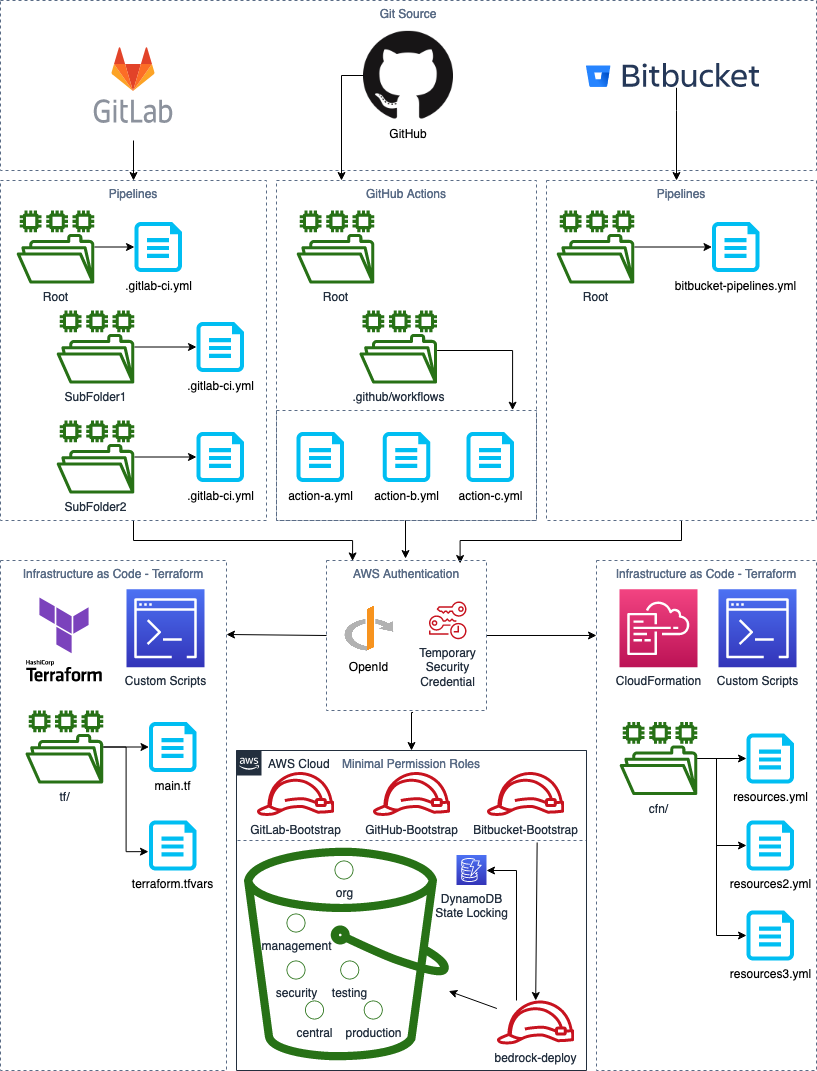 Git Source
GitLab
GitHub
Bitbucket
Pipelines
GitHub Actions
Pipelines
Root
.gitlab-ci.yml
Root
Root
bitbucket-pipelines.yml
SubFolder1
.gitlab-ci.yml
.github/workflows
SubFolder2
.gitlab-ci.yml
action-a.yml
action-b.yml
action-c.yml
Infrastructure as Code - Terraform
AWS Authentication
Infrastructure as Code - Terraform
HashiCorp
Terraform
Custom Scripts
OpenId
Temporary
Security
Credential
CloudFormation
Custom Scripts
tf/
main.tf
terraform.tfvars
aws
AWS Cloud
Minimal Permission Roles
GitLab-Bootstrap
GitHub-Bootstrap
Bitbucket-Bootstrap
org
management
security
testing
central
production
DynamoDB
State Locking
bedrock-deploy
cfn/
resources.yml
resources2.yml
resources3.yml